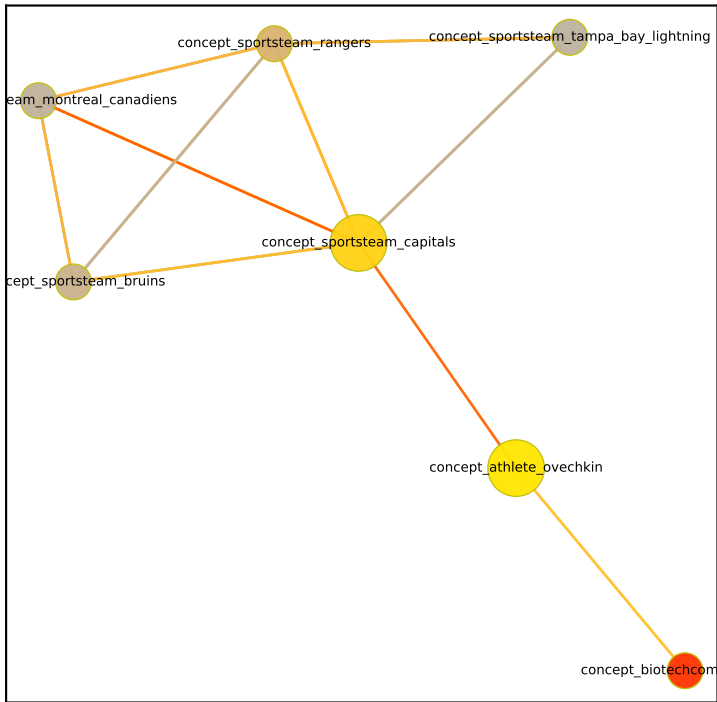 concept_sportsteam_tampa_bay_lightning
concept_sportsteam_rangers
eam_montreal_canadiens
concept_sportsteam_capitals
cept_sportsteam_bruins
concept_athlete_ovechkin
concept_biotechcom